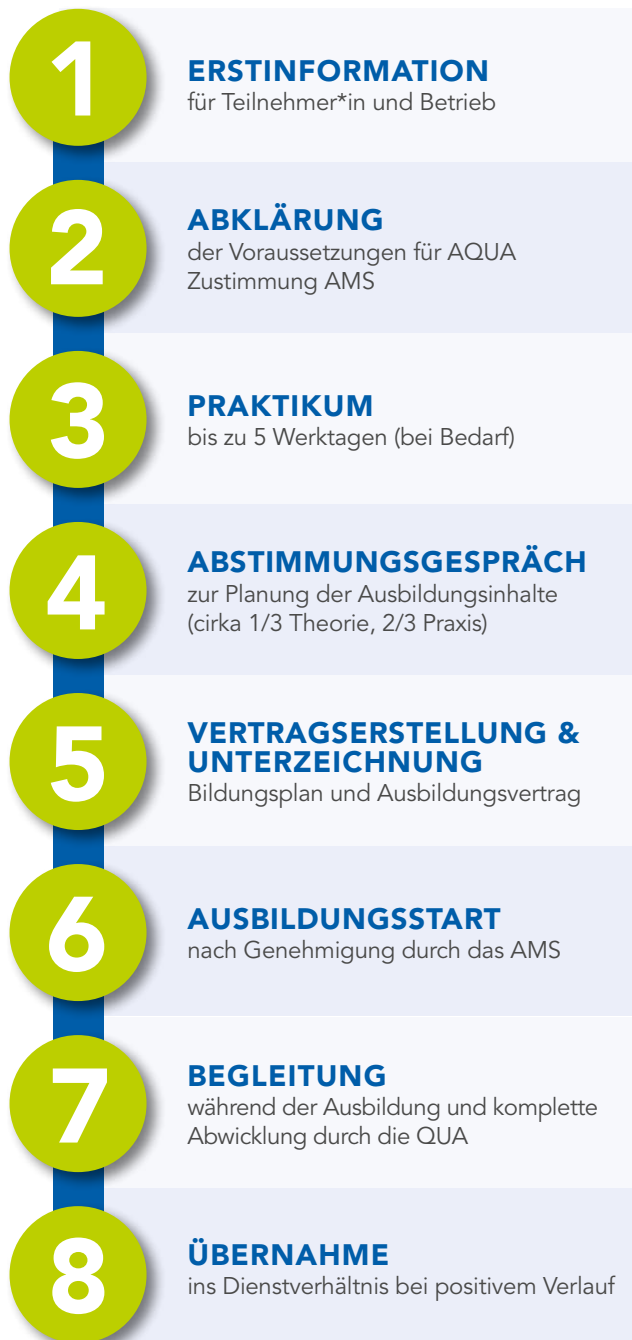 1
ERSTINFORMATION
für Teilnehmer*in und Betrieb
2
ABKLÄRUNG
der Voraussetzungen für AQUA
Zustimmung AMS
3
PRAKTIKUM
bis zu 5 Werktagen (bei Bedarf)
4
ABSTIMMUNGSGESPRÄCH
zur Planung der Ausbildungsinhalte
(cirka 1/3 Theorie, 2/3 Praxis)
5
VERTRAGSERSTELLUNG &
UNTERZEICHNUNG
Bildungsplan und Ausbildungsvertrag
6
AUSBILDUNGSSTART
nach Genehmigung durch das AMS
7
BEGLEITUNG
während der Ausbildung und komplette
Abwicklung durch die QUA
8
ÜBERNAHME
ins Dienstverhältnis bei positivem Verlauf